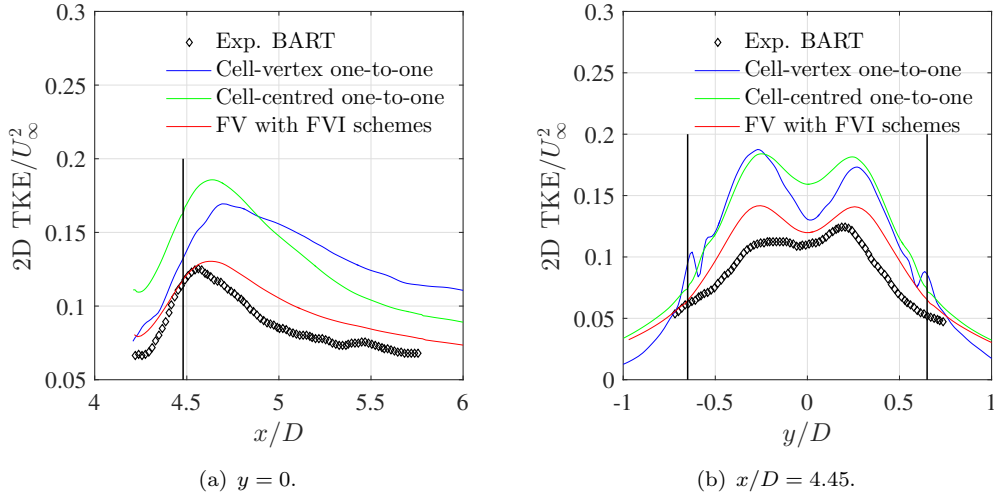 0.3
0.25
0.2
0.15
0.1
0.05
4
4.5
5
5.5
6
2D TKE/U²∞
x/D
Exp. BART
Cell-vertex one-to-one
Cell-centred one-to-one
FV with FVI schemes
(a) y = 0.
0.3
0.25
0.2
0.15
0.1
0.05
0
-1
-0.5
0
0.5
1
2D TKE/U²∞
y/D
Exp. BART
Cell-vertex one-to-one
Cell-centred one-to-one
FV with FVI schemes
(b) x/D = 4.45.